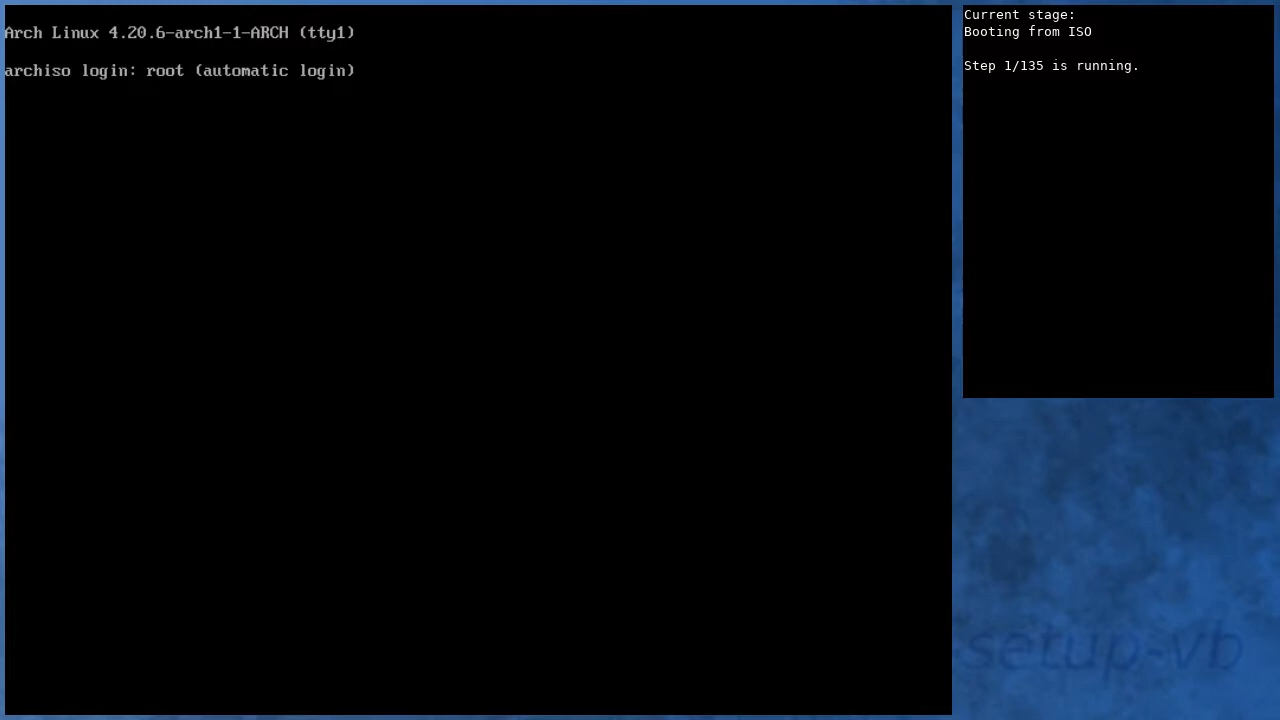 Arch Linux 4.20.6-arch1-1-ARCH (tty1)
archiso login: root (automatic login)
Current stage:
Booting from ISO
Step 1/135 is running.
setup-vb